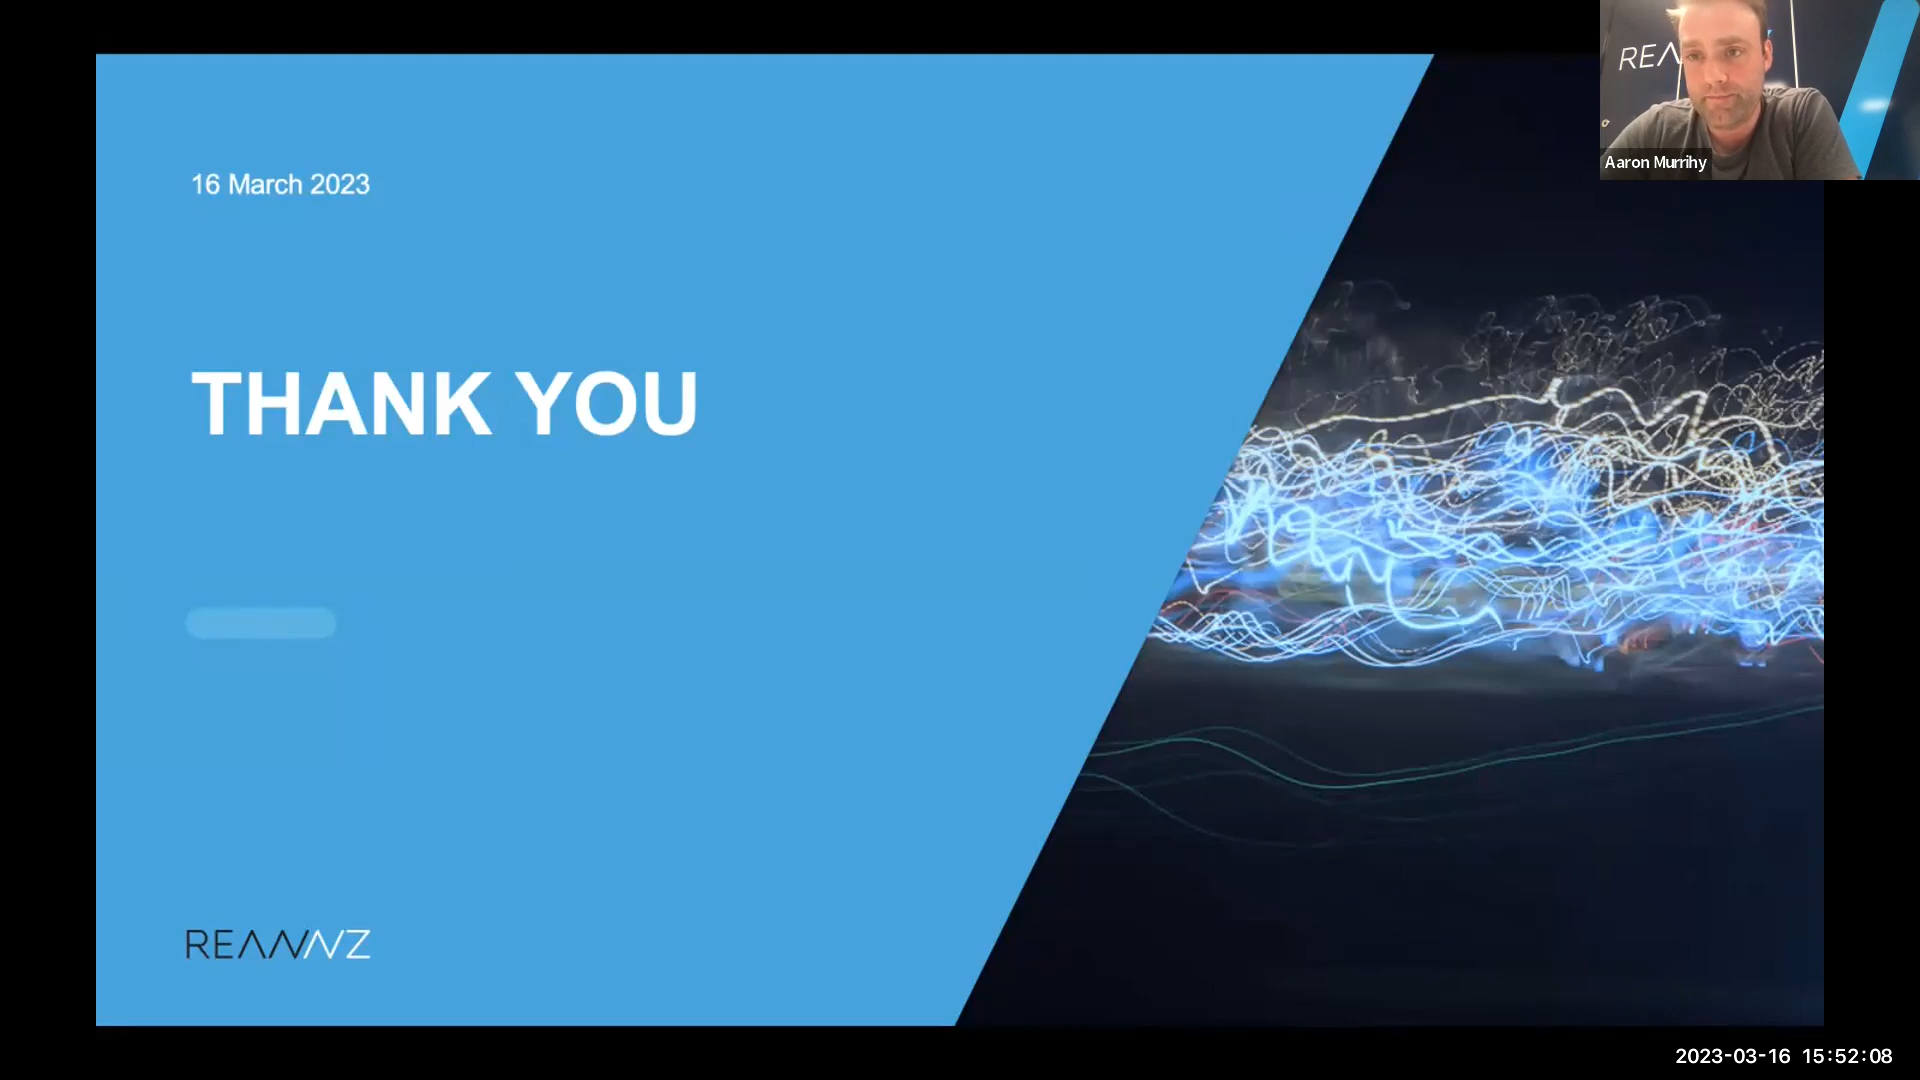 16 March 2023
THANK YOU
REANNZ
REA
Aaron Murrihy
2023-03-16 15:52:08